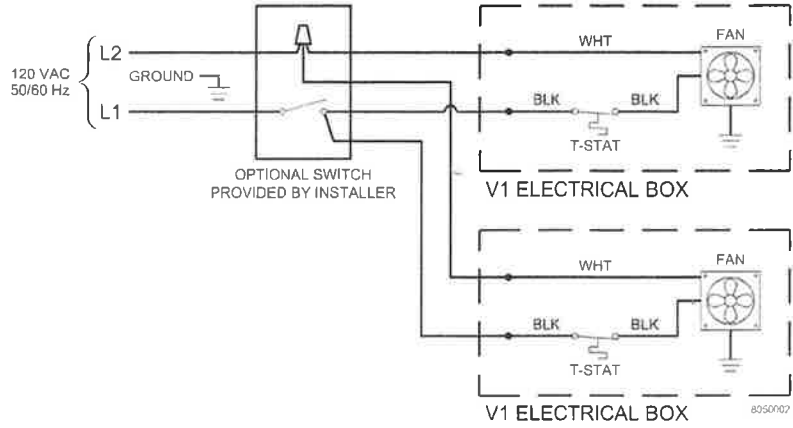 WHT
FAN
L2
120 VAC
50/60 Hz
GROUND
L1
BLK
BLK
T-STAT
OPTIONAL SWITCH
PROVIDED BY INSTALLER
V1 ELECTRICAL BOX
WHT
FAN
BLK
BLK
T-STAT
V1 ELECTRICAL BOX
8050002